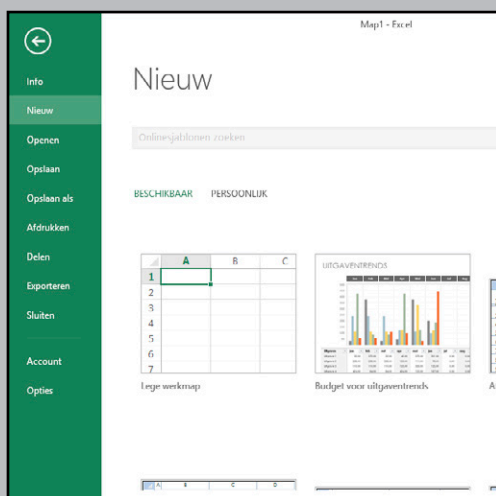 Map1 - Excel
Info
Nieuw
Openen
Opslaan
Opslaan als
Afdrukken
Delen
Exporteren
Sluiten
Account
Opties
Nieuw
Onlinesjablonen zoeken
BESCHIKBAAR PERSOONLIJK
A B C
1
2
3
4
5
6
7
Lege werkmap
UITGAVENTRENDS
Budget voor uitgaventrends
A B C D